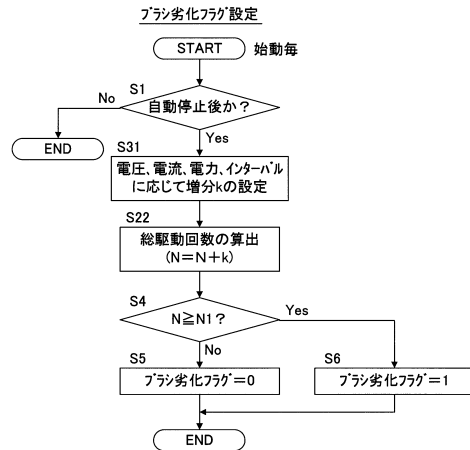 ﾌﾞﾗｼ劣化ﾌﾗｸﾞ設定
START 始動毎
S1
No
自動停止後か？
Yes
END
S31
電圧、電流、電力、ｲﾝﾀｰﾊﾞﾙ
に応じて増分kの設定
S22
総駆動回数の算出
(N＝N＋k)
S4
N≧N1？
Yes
No
S5
S6
ﾌﾞﾗｼ劣化ﾌﾗｸﾞ＝0
ﾌﾞﾗｼ劣化ﾌﾗｸﾞ＝1
END